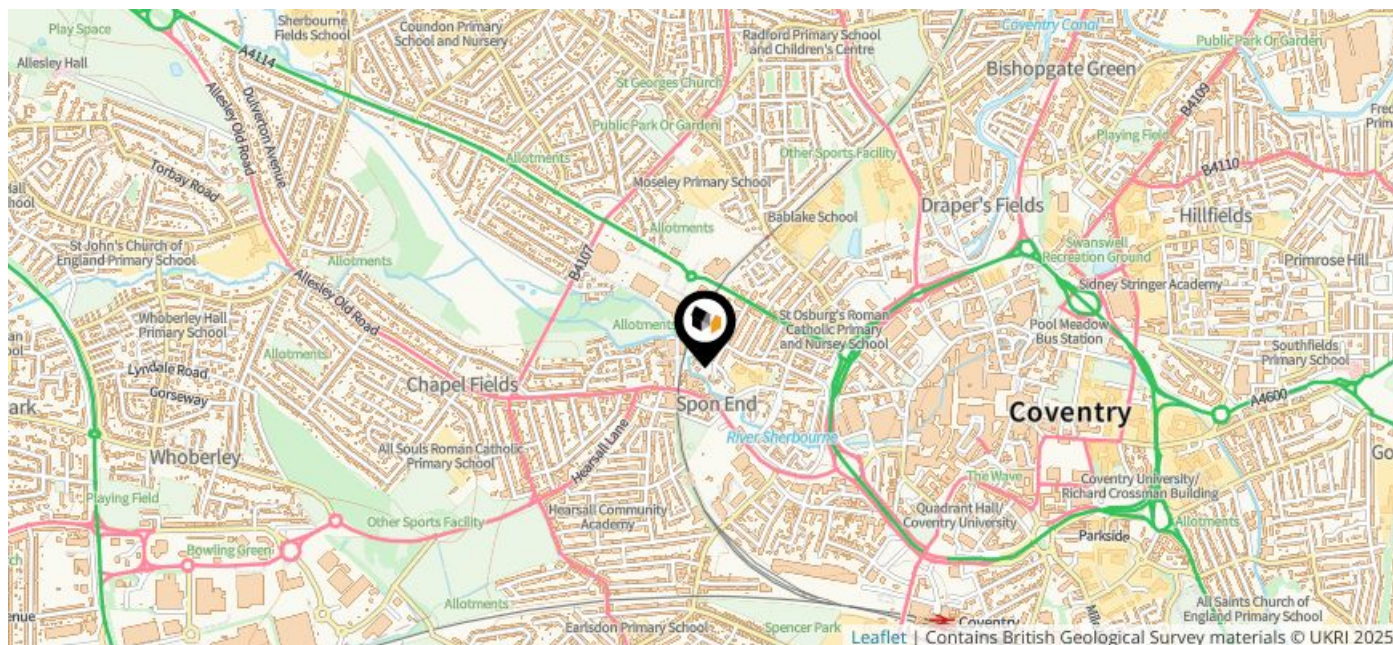 Play Space
Allesley Hall
A4114
Sherbourne
Fields School
Coundon Primary
School and Nursery
Radford Primary School
and Children's Centre
Coventry Canal
Bishopgate Green
Public Park Or Garden
B4109
Allesley Old Road
Dulverton Avenue
St Georges Church
Public Park Or Garden
Playing Field
Allotments
Other Sports Facility
B4110
Torbay Road
Moseley Primary School
Bablake School
Draper's Fields
Hillfields
St John's Church of
England Primary School
Allotments
Allotments
B4107
Swanswell
Recreation Ground
Primrose Hill
Sidney Stringer Academy
Allesley Old Road
Whoberley Hall
Primary School
Allotments
St Osburg's Roman
Catholic Primary
and Nursey School
Pool Meadow
Bus Station
Southfields
Primary School
Allotments
Lyndale Road
Gorseway
Chapel Fields
Spon End
Coventry
A4600
River Sherbourne
Hearsall Lane
All Souls Roman Catholic
Primary School
Whoberley
The Wave
Coventry University/
Richard Crossman Building
Playing Field
Other Sports Facility
Hearsall Community
Academy
Quadrant Hall/
Coventry University
Allotments
Parkside
Bowling Green
Allotments
Earlsdon Primary School
Spencer Park
Coventry
All Saints Church of
England Primary School
Leaflet | Contains British Geological Survey materials © UKRI 2025